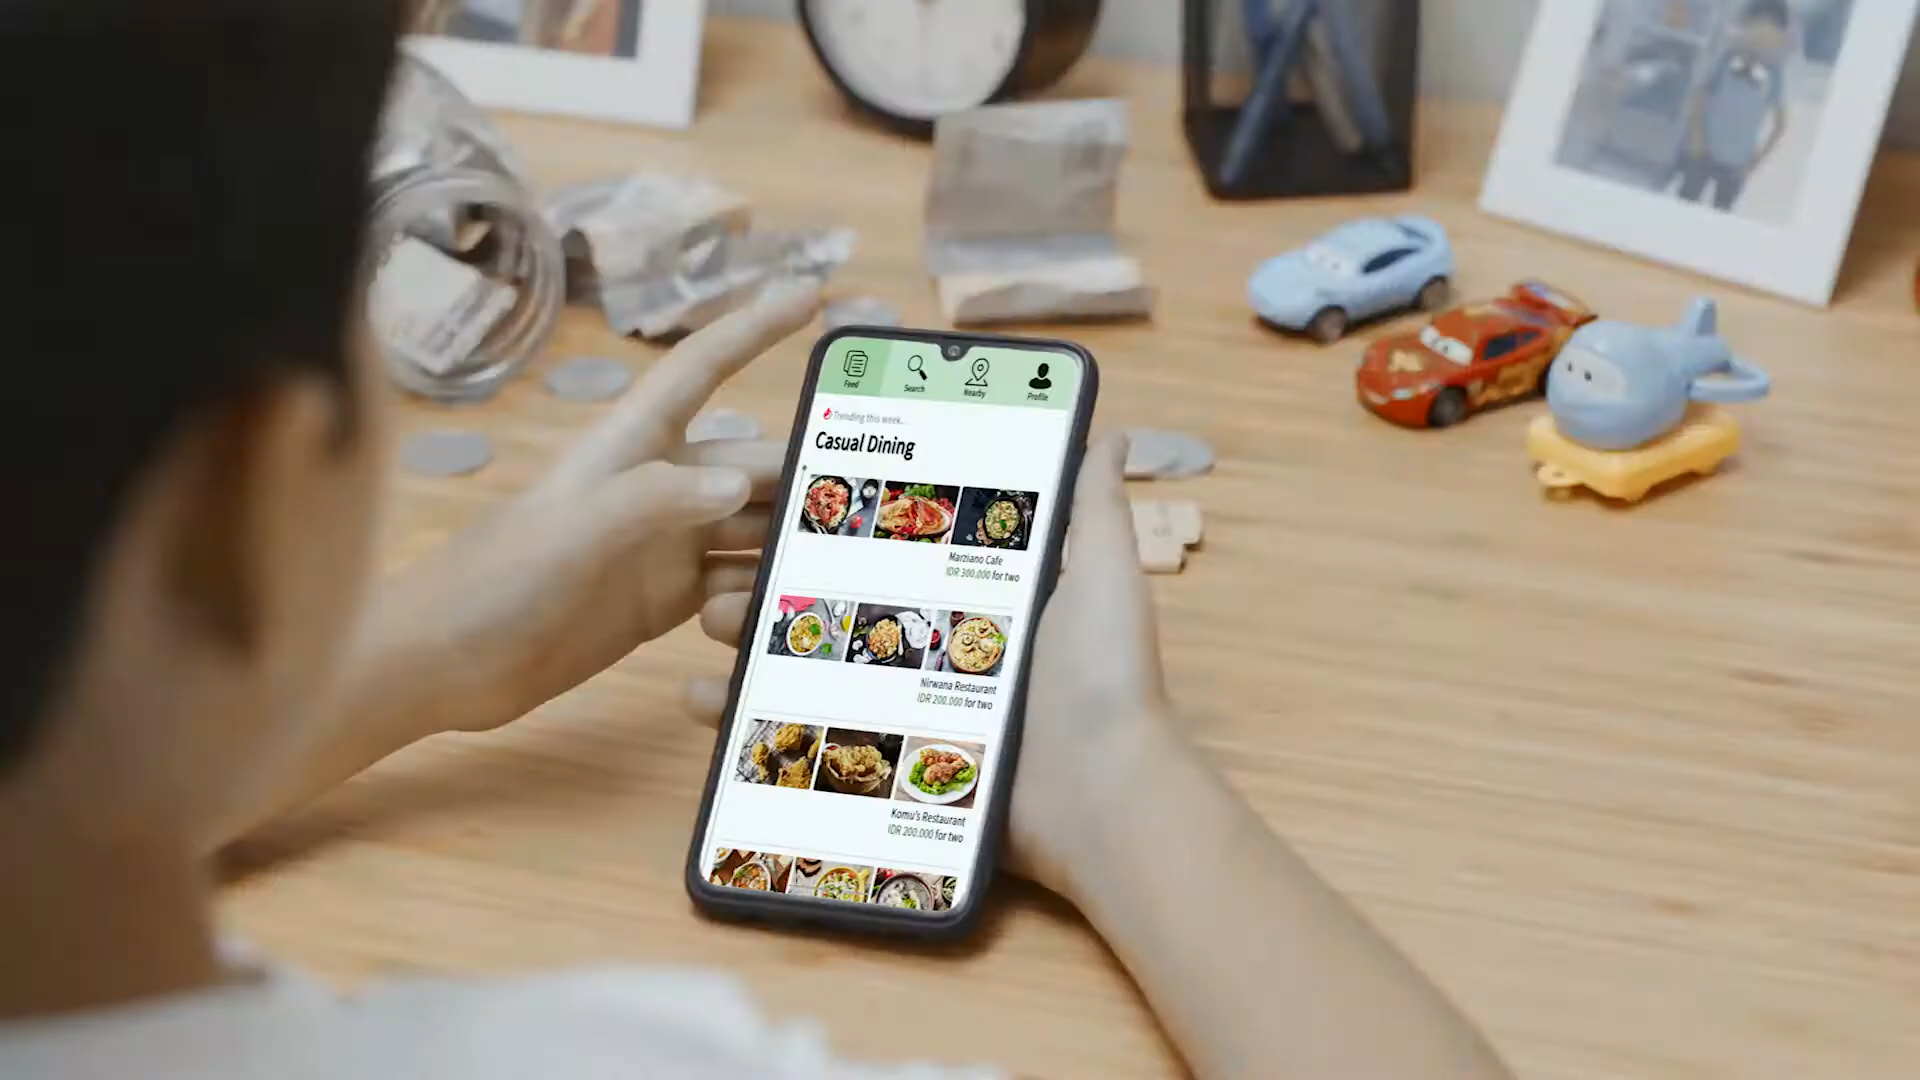 Feed
Search
Nearby
Profile
Trending this week..
Casual Dining
Marziano Cafe
IDR 300.000 for two
Nirwana Restaurant
IDR 200.000 for two
Komu's Restaurant
IDR 200.000 for two